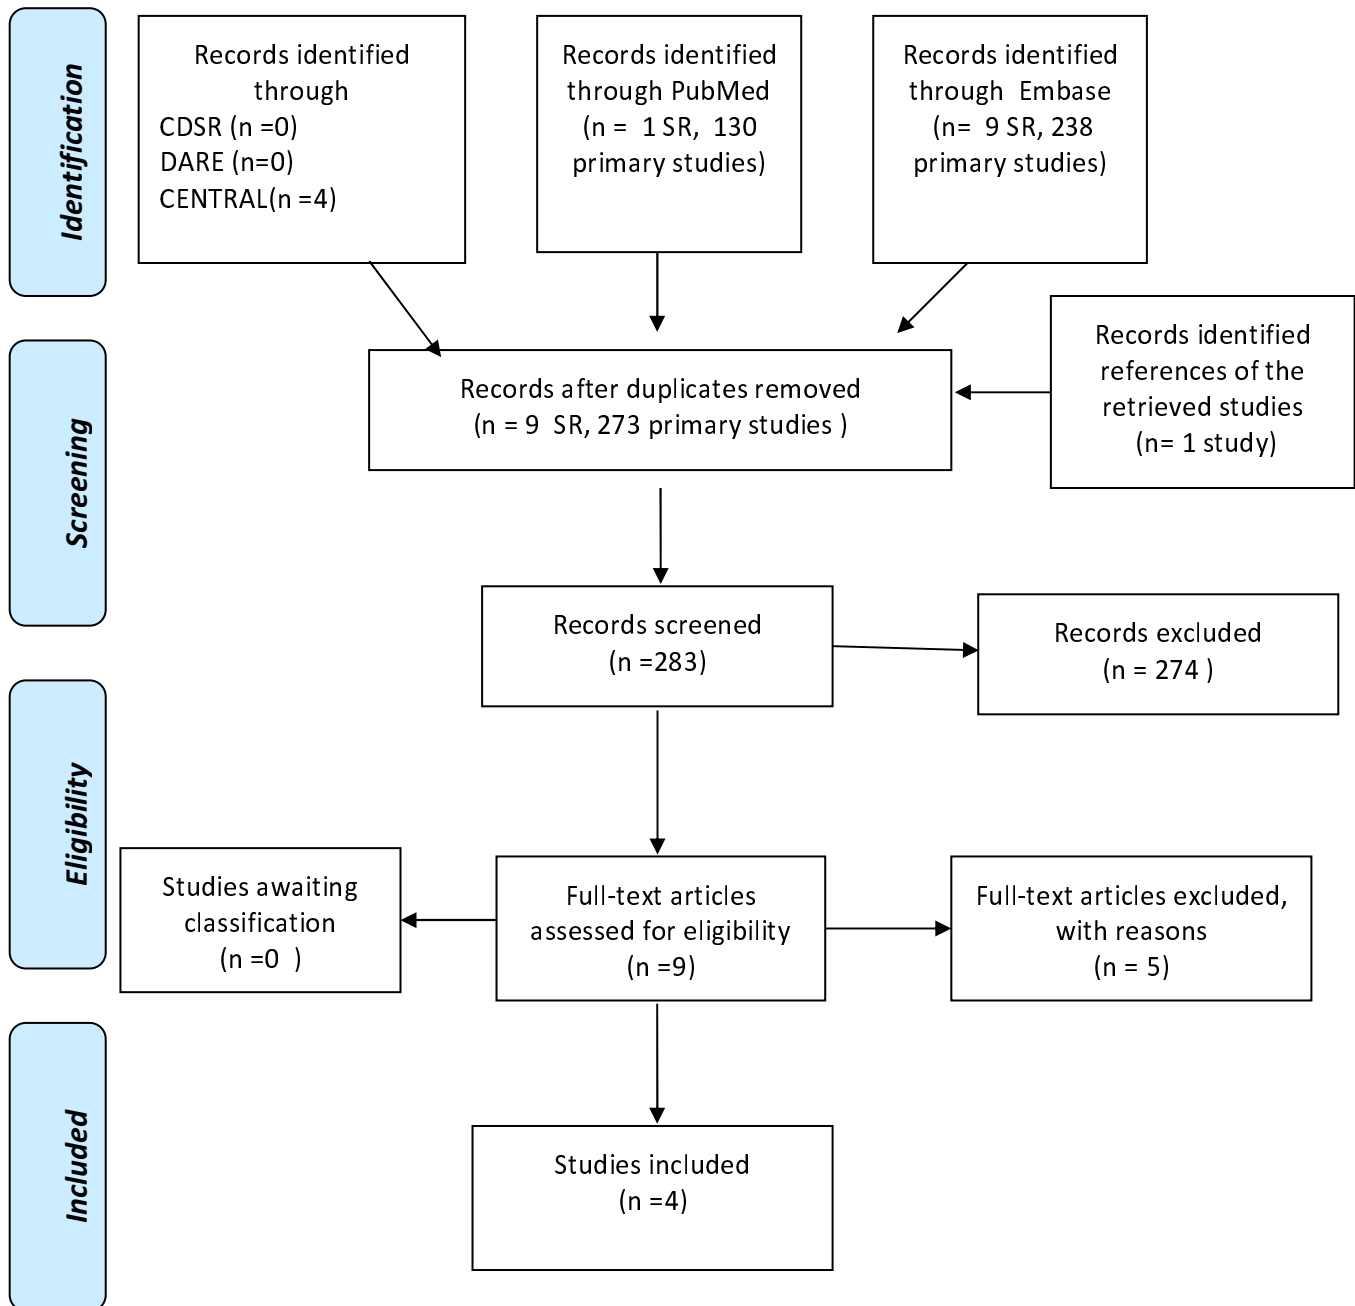 Identification
Records identified
through
CDSR (n =0)
DARE (n=0)
CENTRAL(n =4)
Records identified
through PubMed
(n = 1 SR, 130
primary studies)
Records identified
through Embase
(n= 9 SR, 238
primary studies)
Records identified
references of the
retrieved studies
(n= 1 study)
Screening
Records after duplicates removed
(n = 9 SR, 273 primary studies )
Records screened
(n =283)
Records excluded
(n = 274 )
Eligibility
Studies awaiting
classification
(n =0 )
Full-text articles
assessed for eligibility
(n =9)
Full-text articles excluded,
with reasons
(n = 5)
Included
Studies included
(n =4)